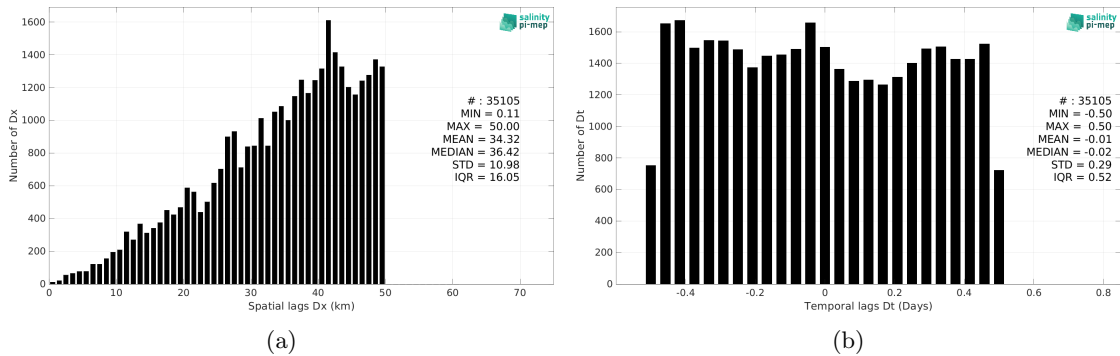 1600
1400
1200
1000
800
600
400
200
0
Number of Dx
salinity
pi-mep
# : 35105
MIN = 0.11
MAX = 50.00
MEAN = 34.32
MEDIAN = 36.42
STD = 10.98
IQR = 16.05
0 10 20 30 40 50 60 70
Spatial lags Dx (km)
(a)
1600
1400
1200
1000
800
600
400
200
0
Number of Dt
salinity
pi-mep
# : 35105
MIN = -0.50
MAX = 0.50
MEAN = -0.01
MEDIAN = -0.02
STD = 0.29
IQR = 0.52
-0.4 -0.2 0 0.2 0.4 0.6 0.8
Temporal lags Dt (Days)
(b)